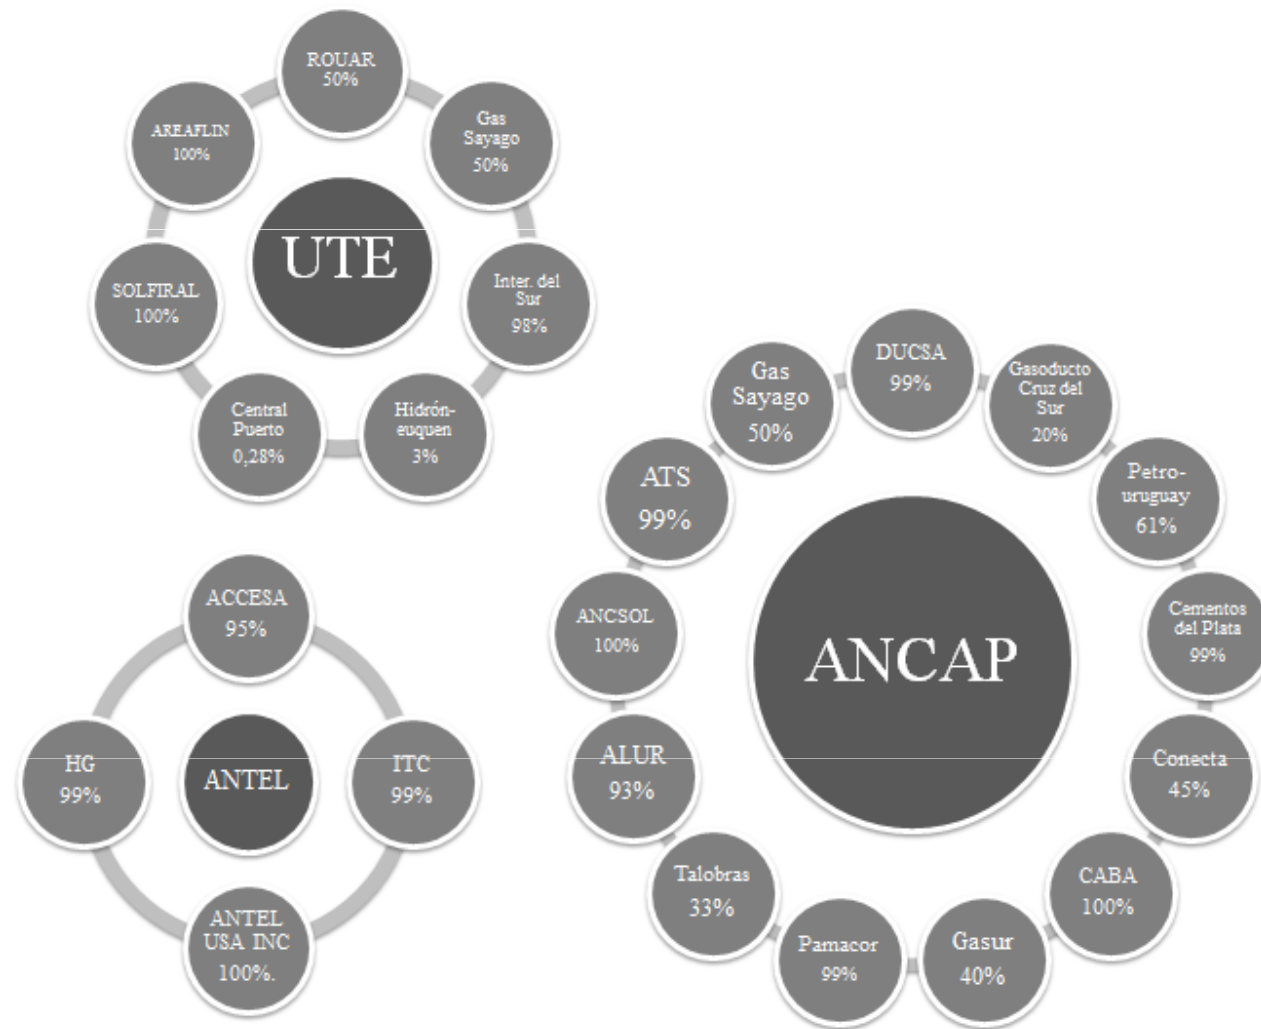 ROUAR
50%
Gas
Sayago
50%
Inter. del
Sur
98%
Hidrón-
euquen
3%
Central
Puerto
0,28%
SOLFIRAL
100%
AREAFLIN
100%
UTE
DUCSA
99%
Gasoducto
Cruz del
Sur
20%
Petro-
uruguay
61%
Cementos
del Plata
99%
Conecta
45%
CABA
100%
Gasur
40%
Pamacor
99%
Talobras
33%
ALUR
93%
ANCSOL
100%
ATS
99%
Gas
Sayago
50%
ANCAP
ACCESA
95%
ITC
99%
ANTEL
USA INC
100%.
HG
99%
ANTEL